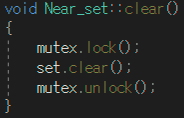 void Near_set::clear()
{
mutex.lock();
set.clear();
mutex.unlock();
}